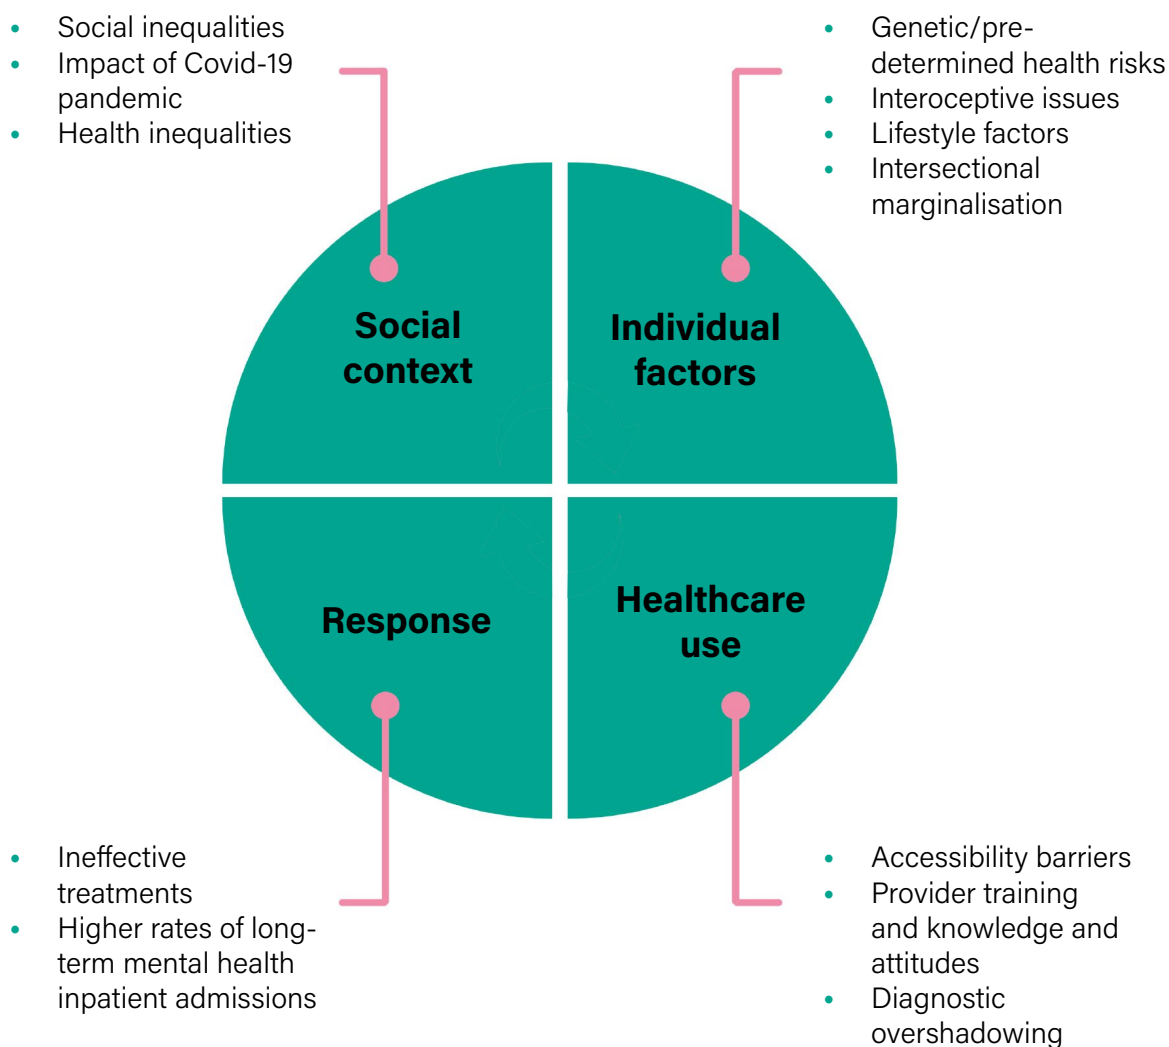 • Social inequalities
• Impact of Covid-19
pandemic
• Health inequalities
• Genetic/pre-
determined health risks
• Interoceptive issues
• Lifestyle factors
• Intersectional
marginalisation
Social
context
Individual
factors
Response
Healthcare
use
• Ineffective
treatments
• Higher rates of long-
term mental health
inpatient admissions
• Accessibility barriers
• Provider training
and knowledge and
attitudes
• Diagnostic
overshadowing